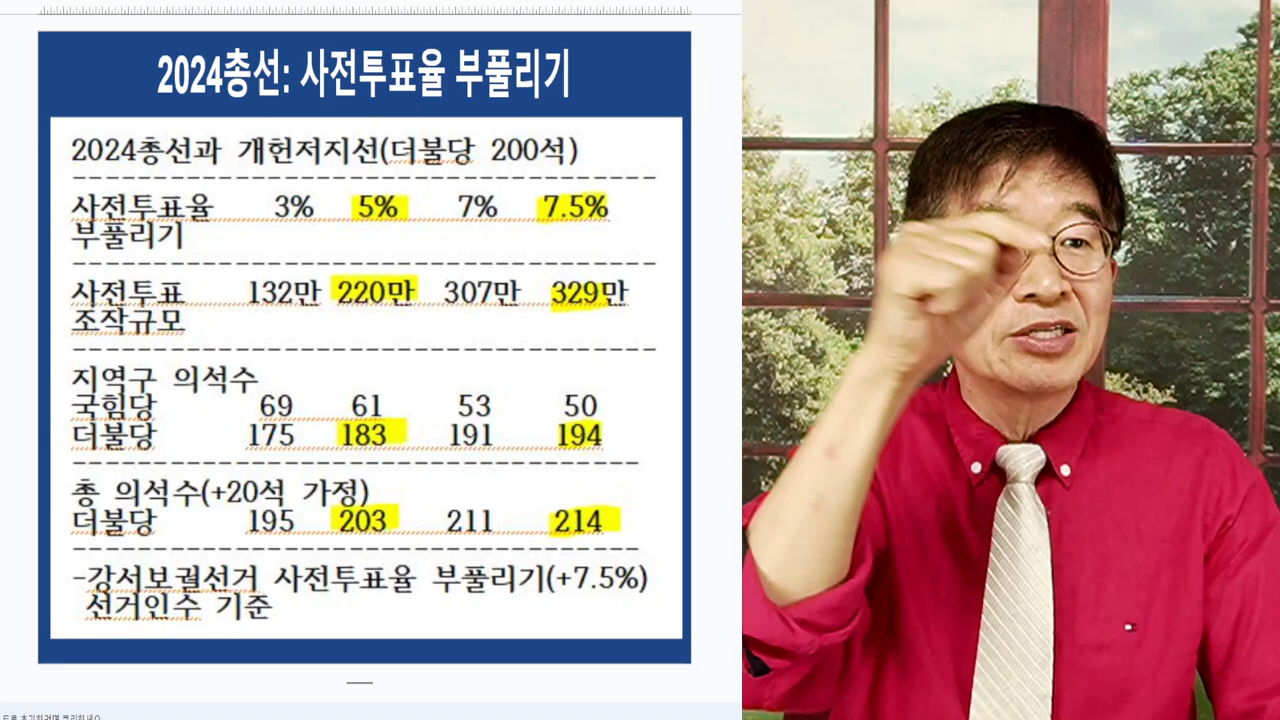 2024총선: 사전투표율 부풀리기
2024총선과 개헌저지선(더불당 200석)
사전투표율 3% 5% 7% 7.5%
부풀리기
사전투표 132만 220만 307만 329만
조작규모
지역구 의석수
국힘당 69 61 53 50
더불당 175 183 191 194
총 의석수(+20석 가정)
더불당 195 203 211 214
-강서보궐선거 사전투표율 부풀리기(+7.5%)
선거인수 기준